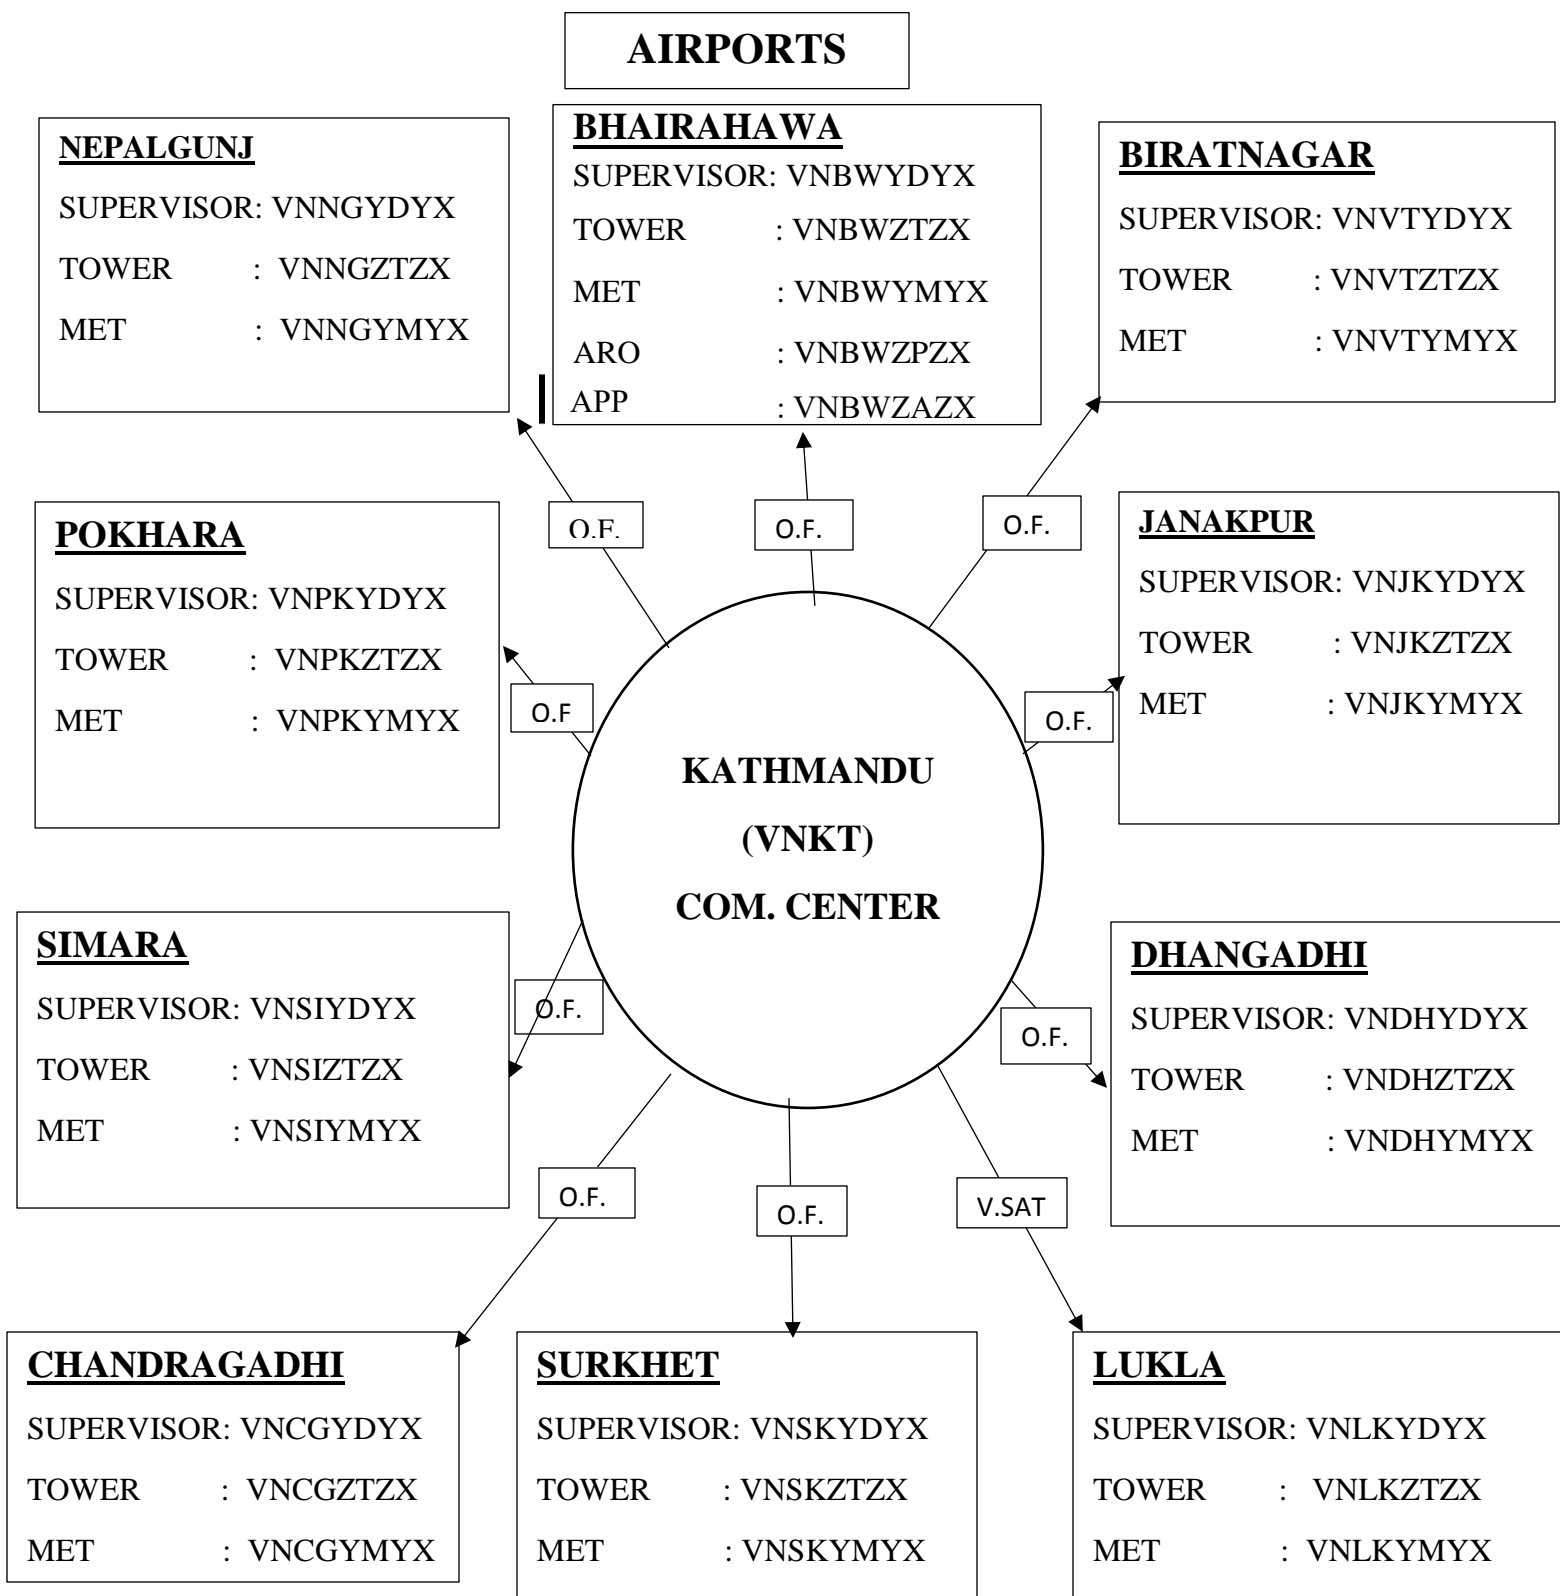 AIRPORTS
NEPALGUNJ
SUPERVISOR: VNNGYDYX
TOWER : VNNGZTZX
MET : VNNGYMYX
BHAIRAHAWA
SUPERVISOR: VNBWYDYX
TOWER : VNBWZTZX
MET : VNBWYMYX
ARO : VNBWZPZX
APP : VNBWZAZX
BIRATNAGAR
SUPERVISOR: VNVTYDYX
TOWER : VNVTZTZX
MET : VNVTYMYX
O.F.
O.F.
O.F.
POKHARA
SUPERVISOR: VNPKYDYX
TOWER : VNPKZTZX
MET : VNPKYMYX
O.F
JANAKPUR
SUPERVISOR: VNJKYDYX
TOWER : VNJKZTZX
MET : VNJKYMYX
O.F.
KATHMANDU
(VNKT)
COM. CENTER
SIMARA
SUPERVISOR: VNSIYDYX
TOWER : VNSIZTZX
MET : VNSIYMYX
O.F.
DHANGADHI
SUPERVISOR: VNDHYDYX
TOWER : VNDHZTZX
MET : VNDHYMYX
O.F.
O.F.
O.F.
V.SAT
CHANDRAGADHI
SUPERVISOR: VNCGYDYX
TOWER : VNCGZTZX
MET : VNCGYMYX
SURKHET
SUPERVISOR: VNSKYDYX
TOWER : VNSKZTZX
MET : VNSKYMYX
LUKLA
SUPERVISOR: VNLKYDYX
TOWER : VNLKZTZX
MET : VNLKYMYX